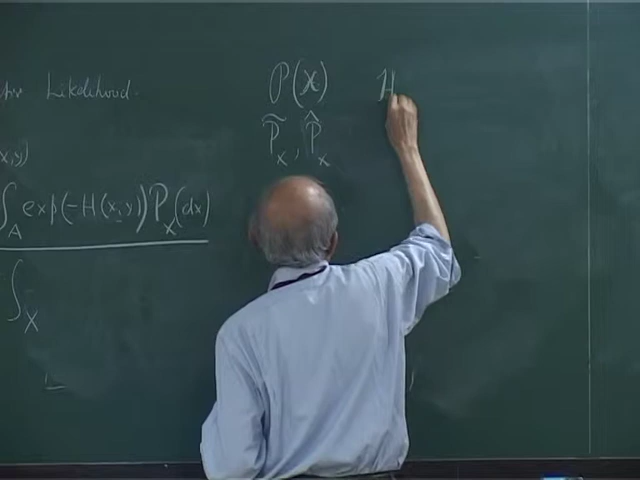 Likelihood
P(X) H
P̃_X, P̂_X
x,y)
∫_A exp(-H(x,y)) P_X(dx)
∫_X